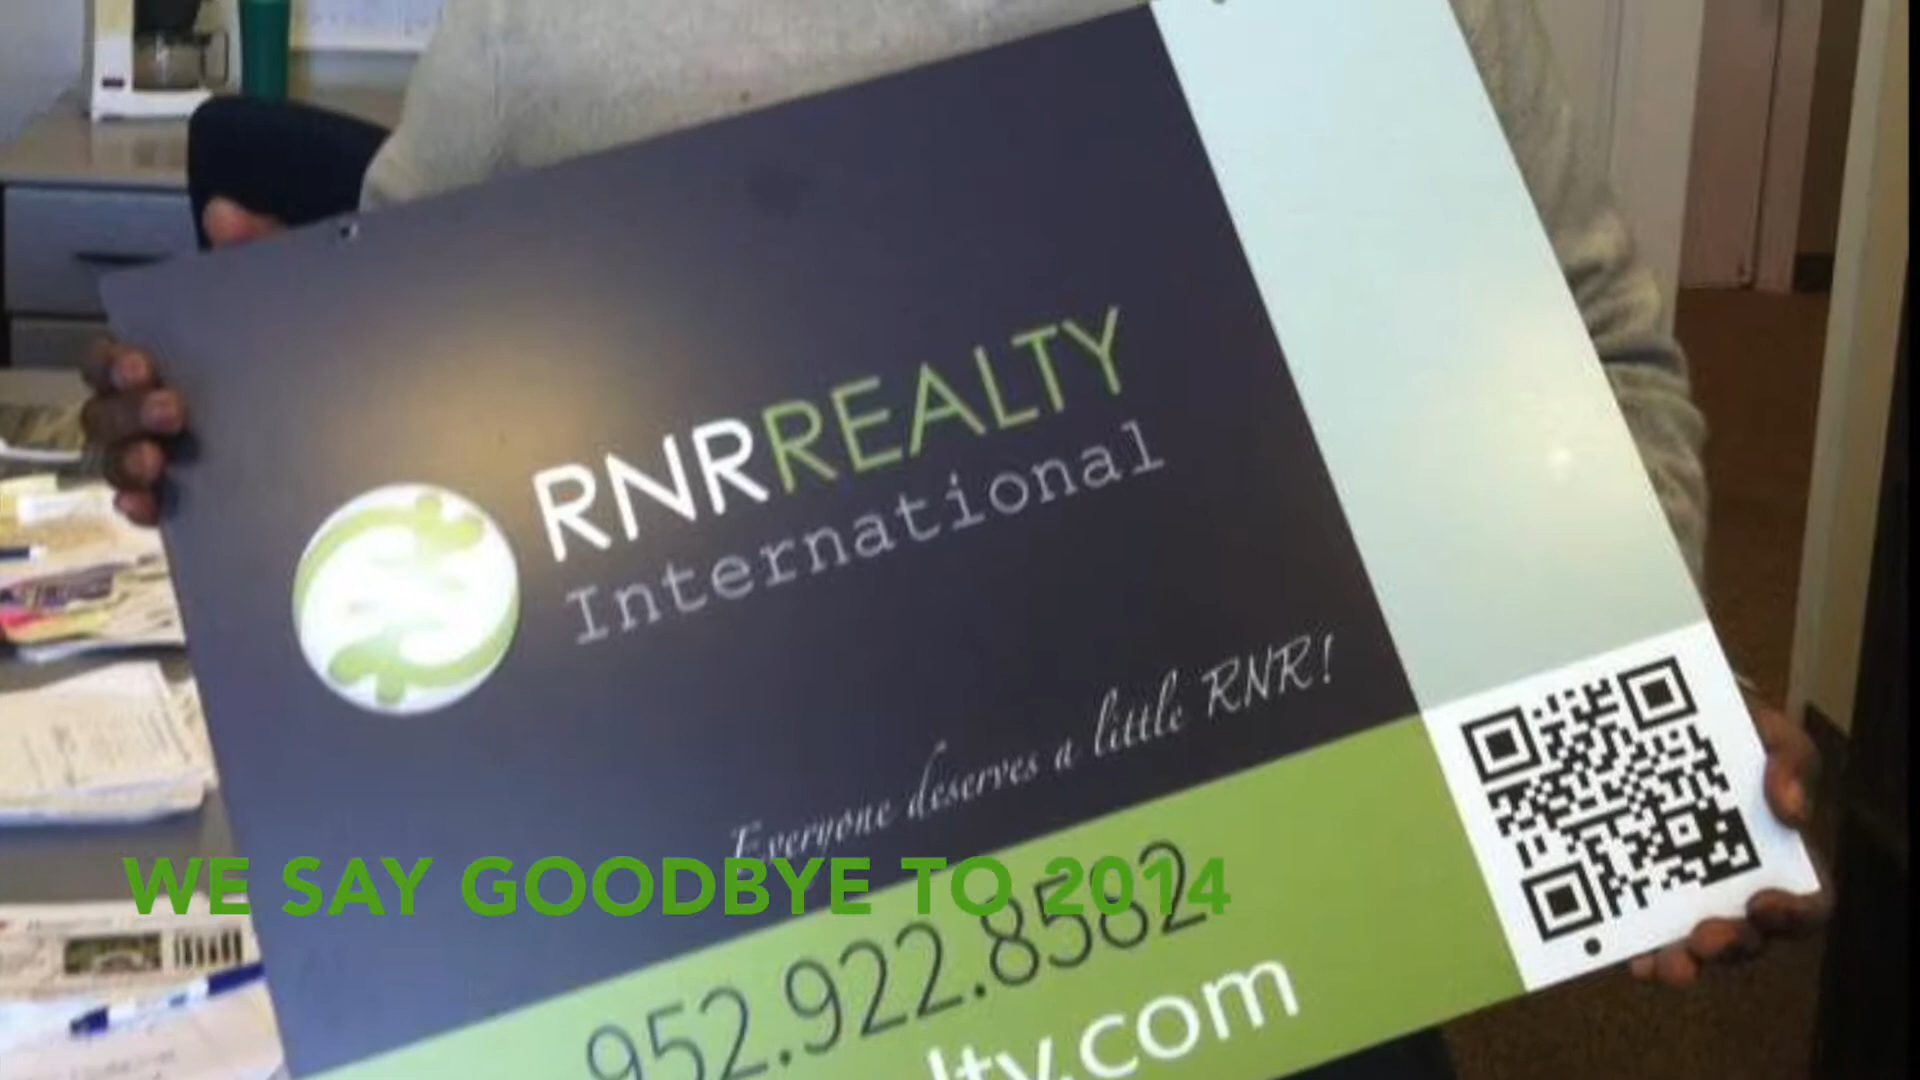 RNRREALTY
International
Everyone deserves a little RNR!
WE SAY GOODBYE TO 2014
952.922.8582
lty.com